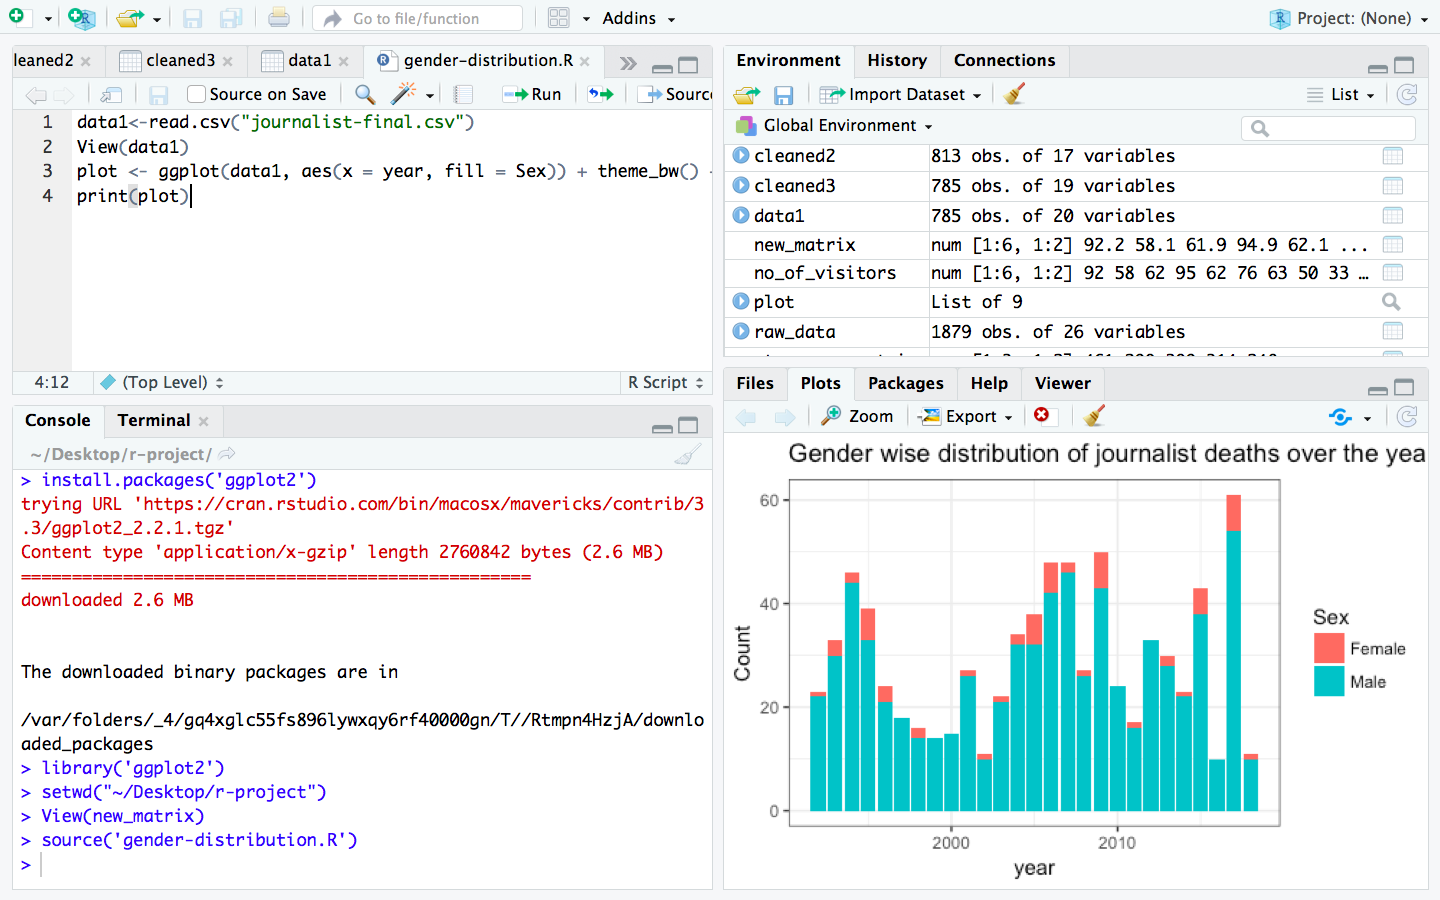 Go to file/function
Addins
Project: (None)
leaned2
cleaned3
data1
gender-distribution.R
Source on Save
Run
Sourc
1 data1<-read.csv("journalist-final.csv")
2 View(data1)
3 plot <- ggplot(data1, aes(x = year, fill = Sex)) + theme_bw()
4 print(plot)
4:12
(Top Level)
R Script
Console
Terminal
~/Desktop/r-project/
> install.packages('ggplot2')
trying URL 'https://cran.rstudio.com/bin/macosx/mavericks/contrib/3
.3/ggplot2_2.2.1.tgz'
Content type 'application/x-gzip' length 2760842 bytes (2.6 MB)
==================================================
downloaded 2.6 MB
The downloaded binary packages are in
/var/folders/_4/gq4xglc55fs896lywxqy6rf40000gn/T//Rtmpn4HzjA/downlo
aded_packages
> library('ggplot2')
> setwd("~/Desktop/r-project")
> View(new_matrix)
> source('gender-distribution.R')
>
Environment
History
Connections
Import Dataset
List
Global Environment
cleaned2 813 obs. of 17 variables
cleaned3 785 obs. of 19 variables
data1 785 obs. of 20 variables
new_matrix num [1:6, 1:2] 92.2 58.1 61.9 94.9 62.1 ...
no_of_visitors num [1:6, 1:2] 92 58 62 95 62 76 63 50 33 …
plot List of 9
raw_data 1879 obs. of 26 variables
Files
Plots
Packages
Help
Viewer
Zoom
Export
Gender wise distribution of journalist deaths over the yea
60
40
20
0
Count
2000
2010
year
Sex
Female
Male